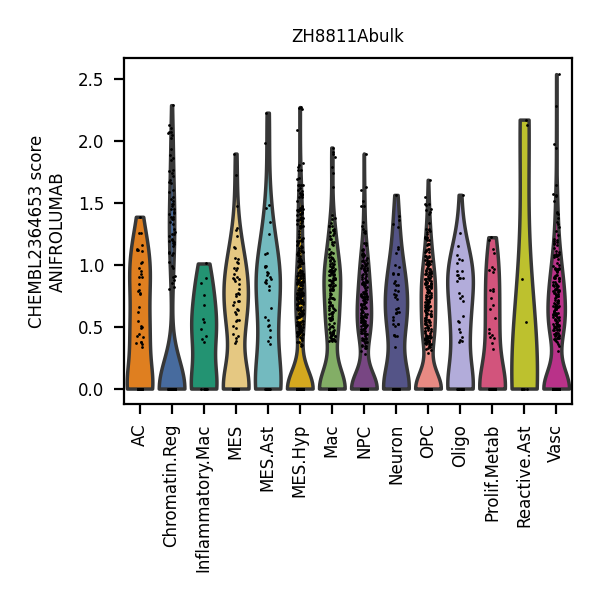 ZH8811Abulk
CHEMBL2364653 score
ANIFROLUMAB
2.5
2.0
1.5
1.0
0.5
0.0
AC
Chromatin.Reg
Inflammatory.Mac
MES
MES.Ast
MES.Hyp
Mac
NPC
Neuron
OPC
Oligo
Prolif.Metab
Reactive.Ast
Vasc